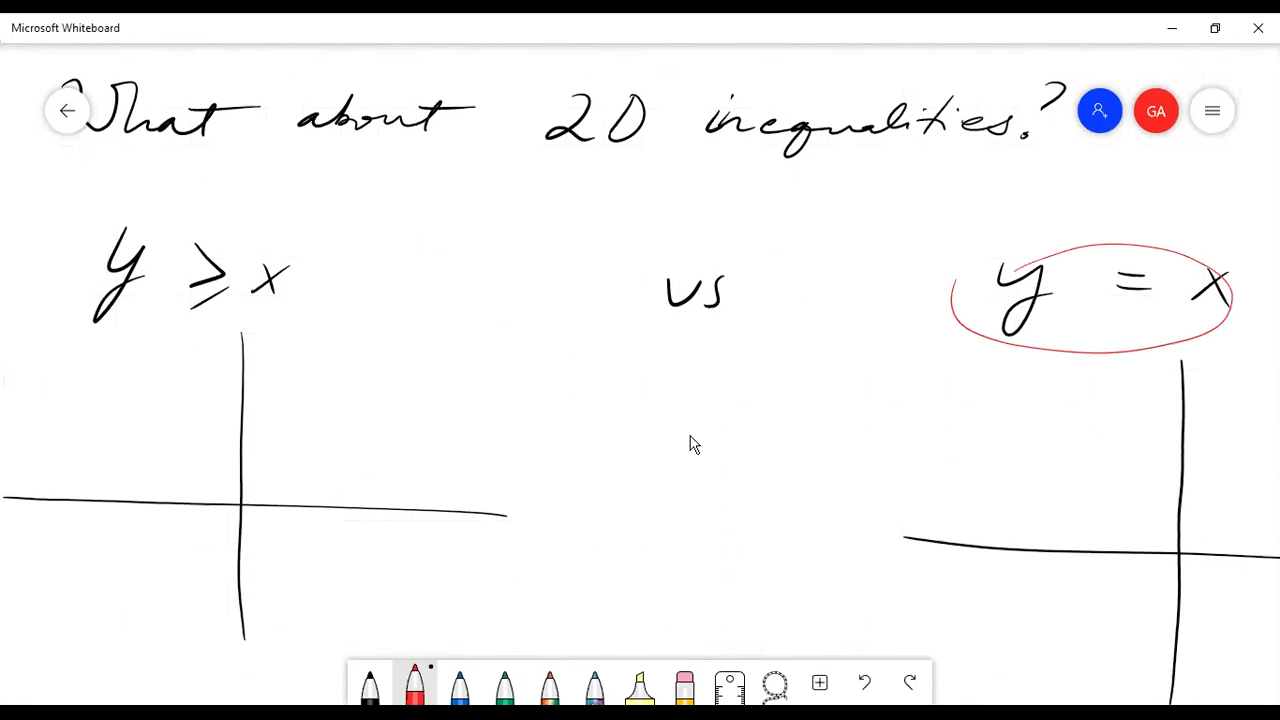 Microsoft Whiteboard
What about 2D inequalities?
GA
y ≥ x vs y = x